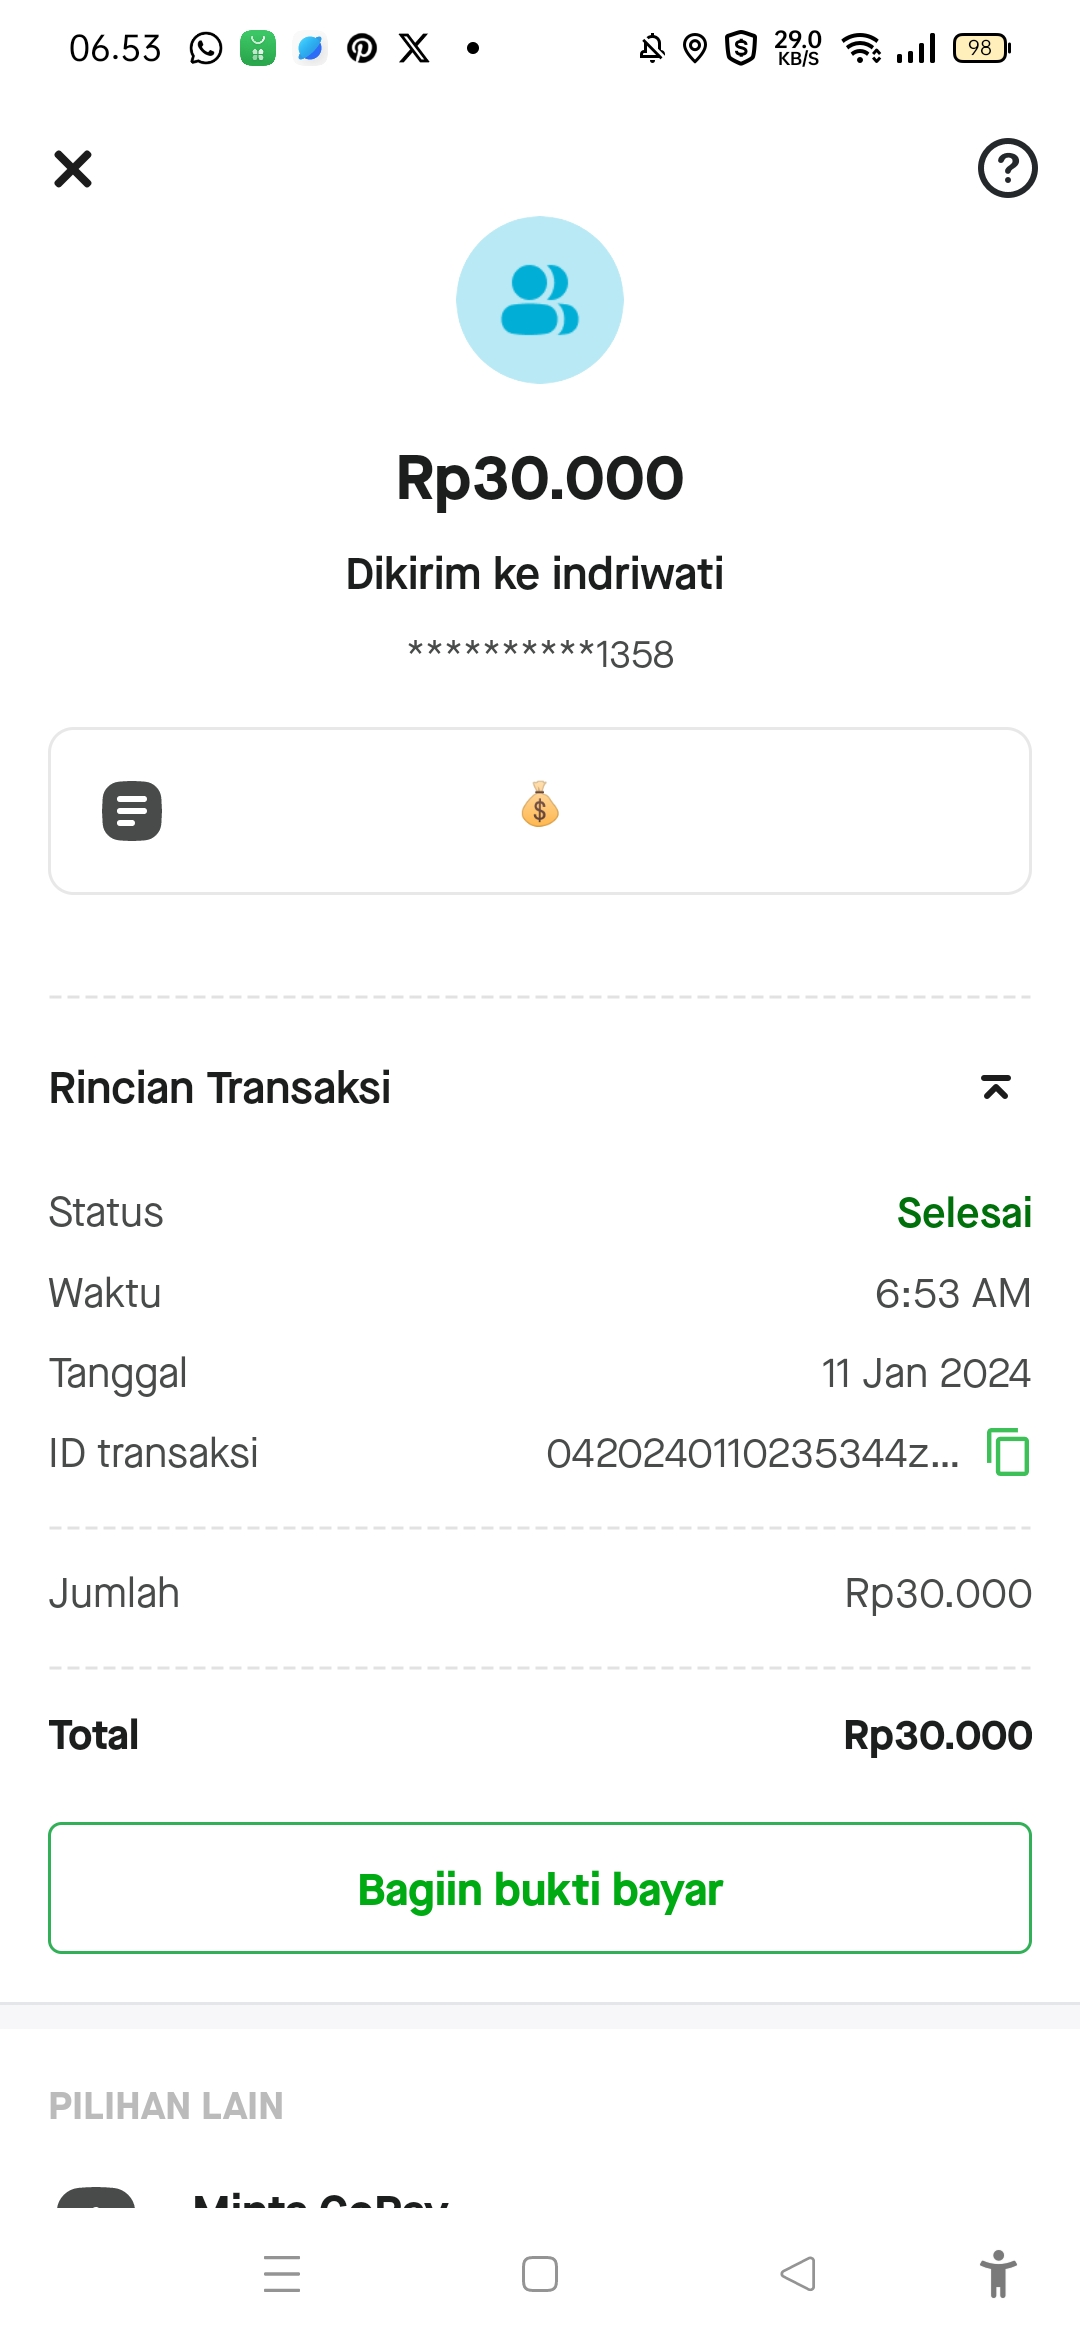 06.53
29.0
KB/S
98
Rp30.000
Dikirim ke indriwati
**********1358
Rincian Transaksi
Status Selesai
Waktu 6:53 AM
Tanggal 11 Jan 2024
ID transaksi 0420240110235344z...
Jumlah Rp30.000
Total Rp30.000
Bagiin bukti bayar
PILIHAN LAIN
Minta GoPay